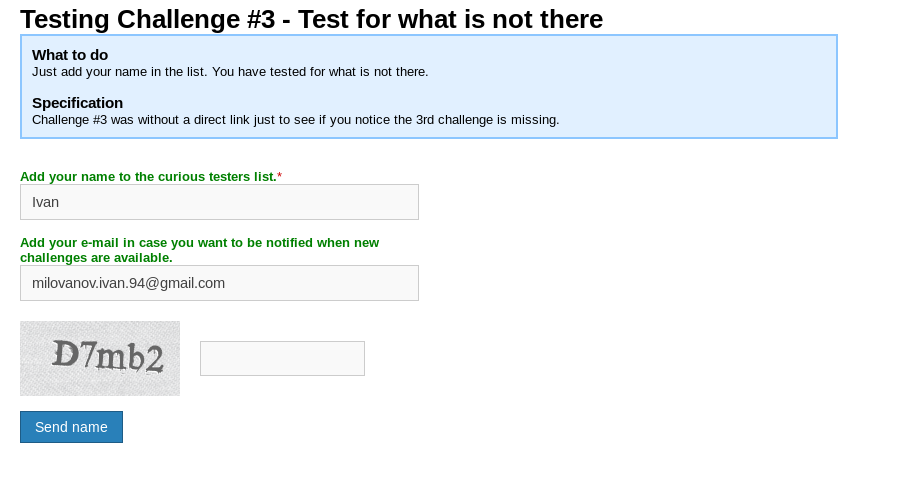 Testing Challenge #3 - Test for what is not there
What to do
Just add your name in the list. You have tested for what is not there.
Specification
Challenge #3 was without a direct link just to see if you notice the 3rd challenge is missing.
Add your name to the curious testers list.*
Ivan
Add your e-mail in case you want to be notified when new
challenges are available.
milovanov.ivan.94@gmail.com
D7mb2
Send name